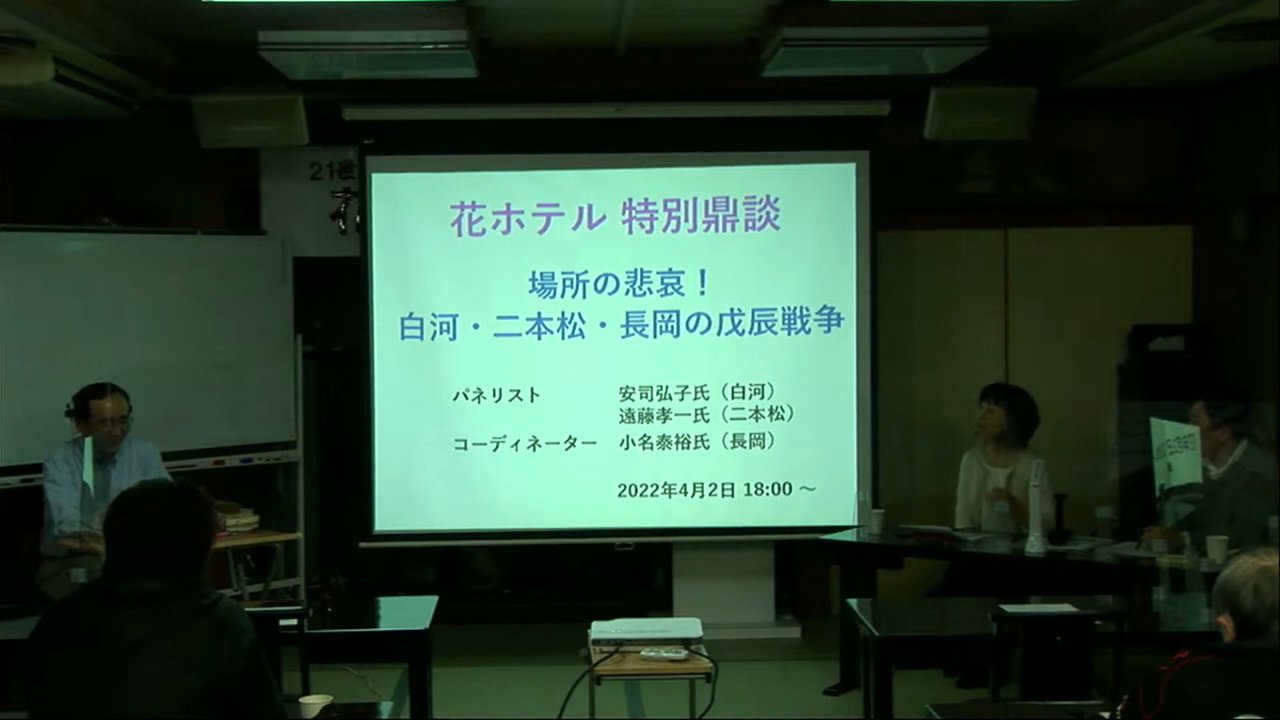 21世
花ホテル 特別鼎談
場所の悲哀！
白河・二本松・長岡の戊辰戦争
パネリスト 安司弘子氏（白河）
遠藤孝一氏（二本松）
コーディネーター 小名泰裕氏（長岡）
2022年4月2日 18:00 ～